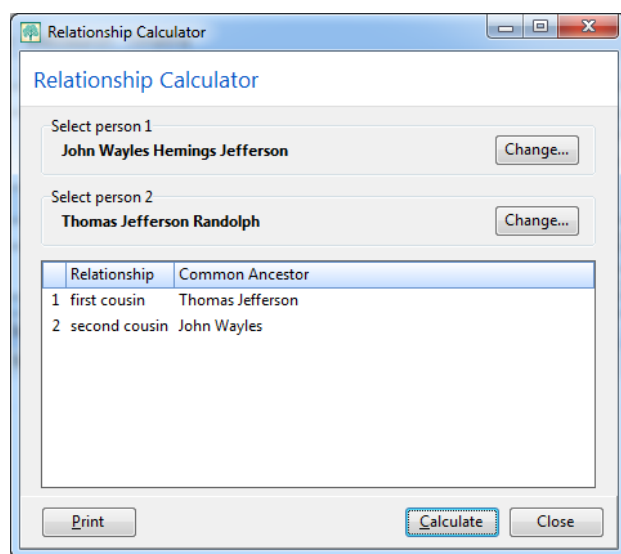 Relationship Calculator
Relationship Calculator
Select person 1
John Wayles Hemings Jefferson
Change...
Select person 2
Thomas Jefferson Randolph
Change...
Relationship Common Ancestor
1 first cousin Thomas Jefferson
2 second cousin John Wayles
Print Calculate Close